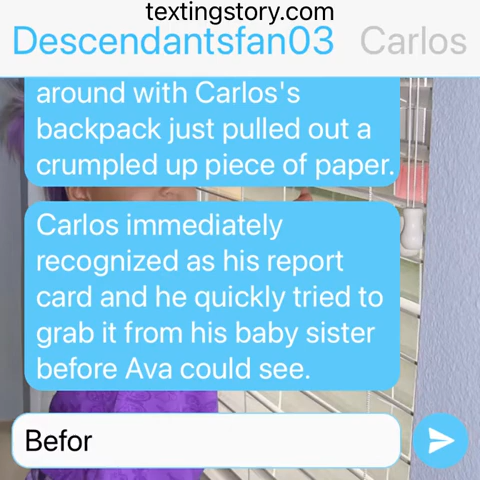 textingstory.com
Descendantsfan03 Carlos
around with Carlos's
backpack just pulled out a
crumpled up piece of paper.
Carlos immediately
recognized as his report
card and he quickly tried to
grab it from his baby sister
before Ava could see.
Befor